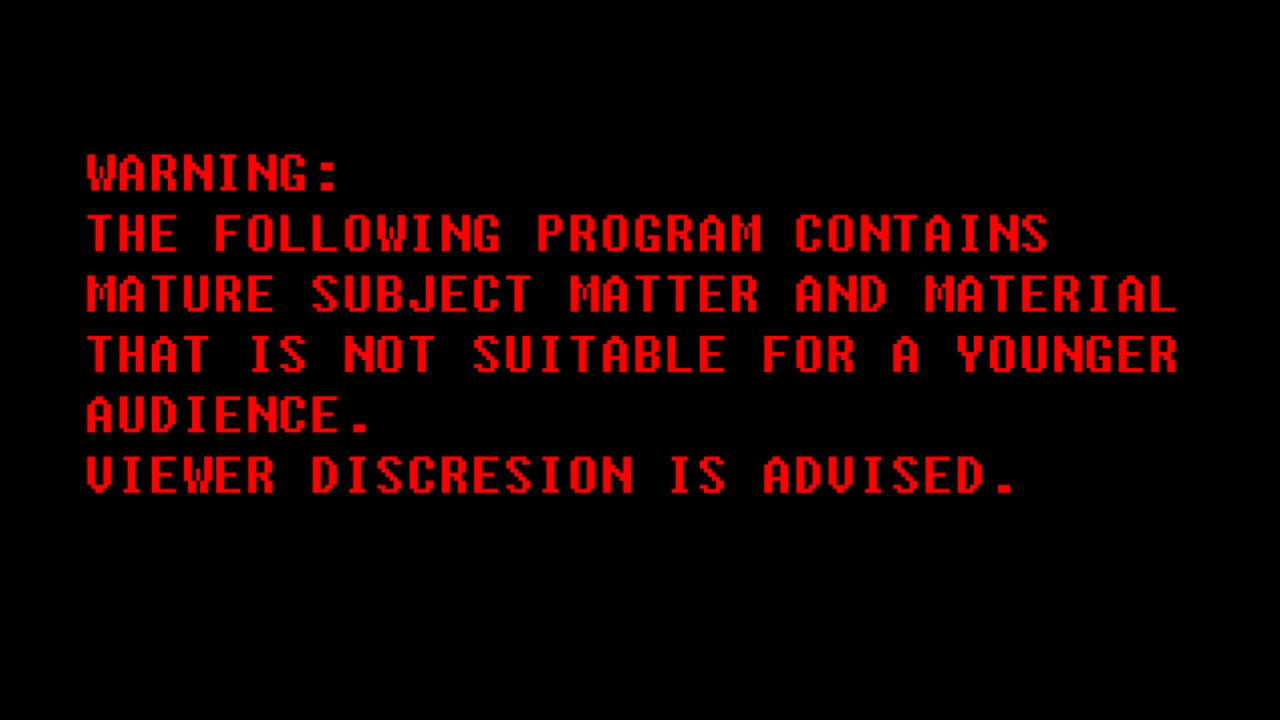 WARNING:
THE FOLLOWING PROGRAM CONTAINS
MATURE SUBJECT MATTER AND MATERIAL
THAT IS NOT SUITABLE FOR A YOUNGER
AUDIENCE.
VIEWER DISCRESION IS ADVISED.